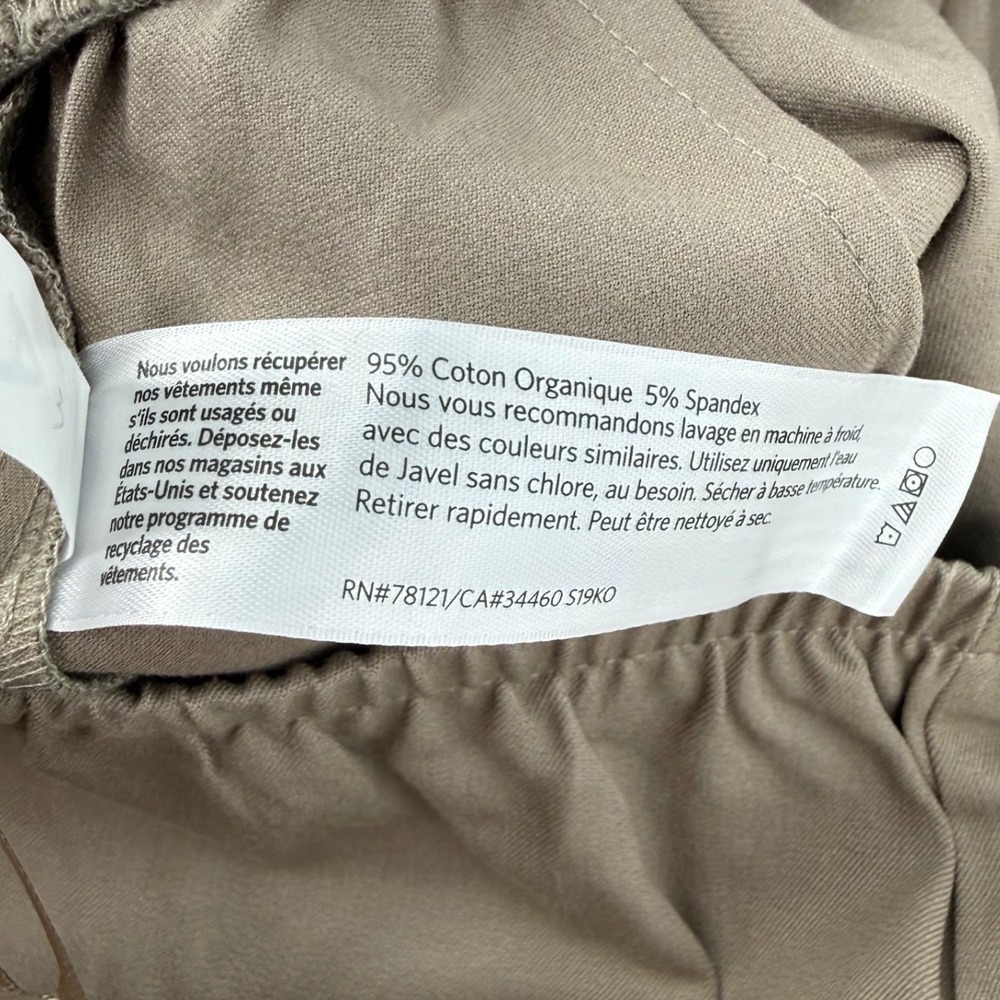 Nous voulons récupérer
nos vêtements même
s'ils sont usagés ou
déchirés. Déposez-les
dans nos magasins aux
États-Unis et soutenez
notre programme de
recyclage des
vêtements.
95% Coton Organique 5% Spandex
Nous vous recommandons lavage en machine à froid,
avec des couleurs similaires. Utilisez uniquement l'eau
de Javel sans chlore, au besoin. Sécher à basse température.
Retirer rapidement. Peut être nettoyé à sec.
RN#78121/CA#34460 S19KO